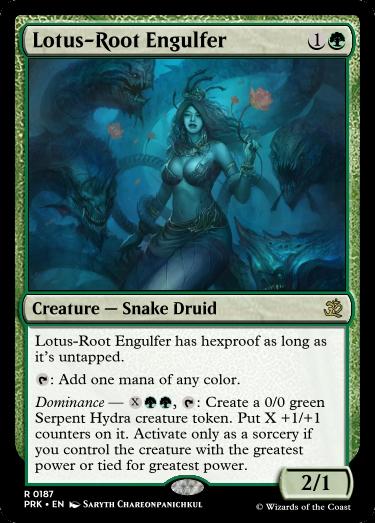 Lotus-Root Engulfer 1
Creature — Snake Druid
Lotus-Root Engulfer has hexproof as long as
it's untapped.
: Add one mana of any color.
Dominance — X, : Create a 0/0 green
Serpent Hydra creature token. Put X +1/+1
counters on it. Activate only as a sorcery if
you control the creature with the greatest
power or tied for greatest power.
2/1
R 0187
PRK • EN Saryth Chareonpanichkul
© Wizards of the Coast